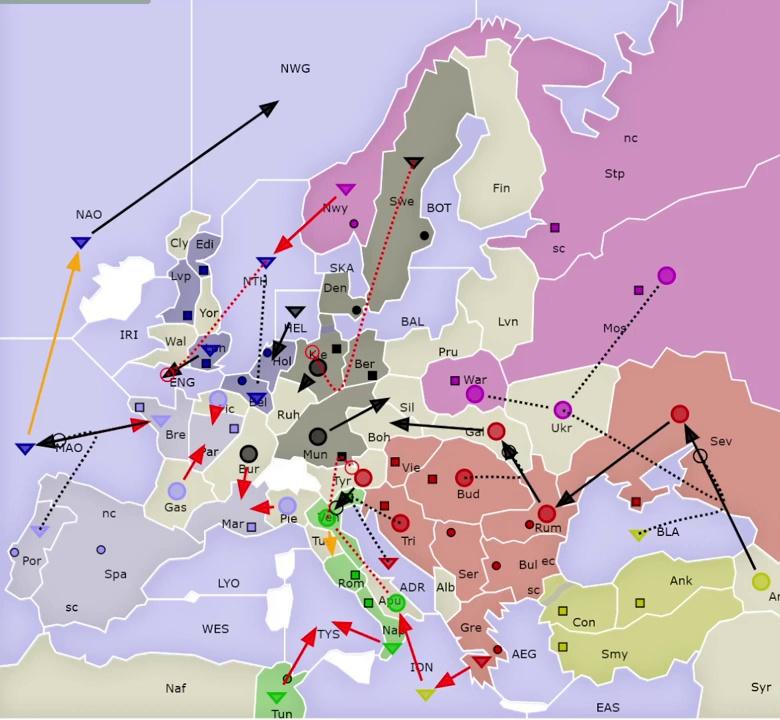 NWG
nc
Stp
NAO
Fin
Nwy
Swe
BOT
Cly
Edi
sc
Lvp
NTH
SKA
Den
Mos
Yor
IRI
HEL
BAL
Lvn
Wal
Hol
Kie
Ber
Pru
ENG
War
Bel
Ruh
Sil
Pic
Ukr
Bre
Boh
Gal
Sev
MAO
Par
Mun
Bur
Vie
Tyr
Bud
Gas
nc
Pie
Ven
Rum
Mar
Tri
BLA
Por
Tu
Spa
Ser
Bul
ec
Rom
ADR
Alb
sc
Ank
LYO
Apu
Con
sc
WES
TYS
Na
Gre
Smy
AEG
ION
Naf
Syr
EAS
Tun